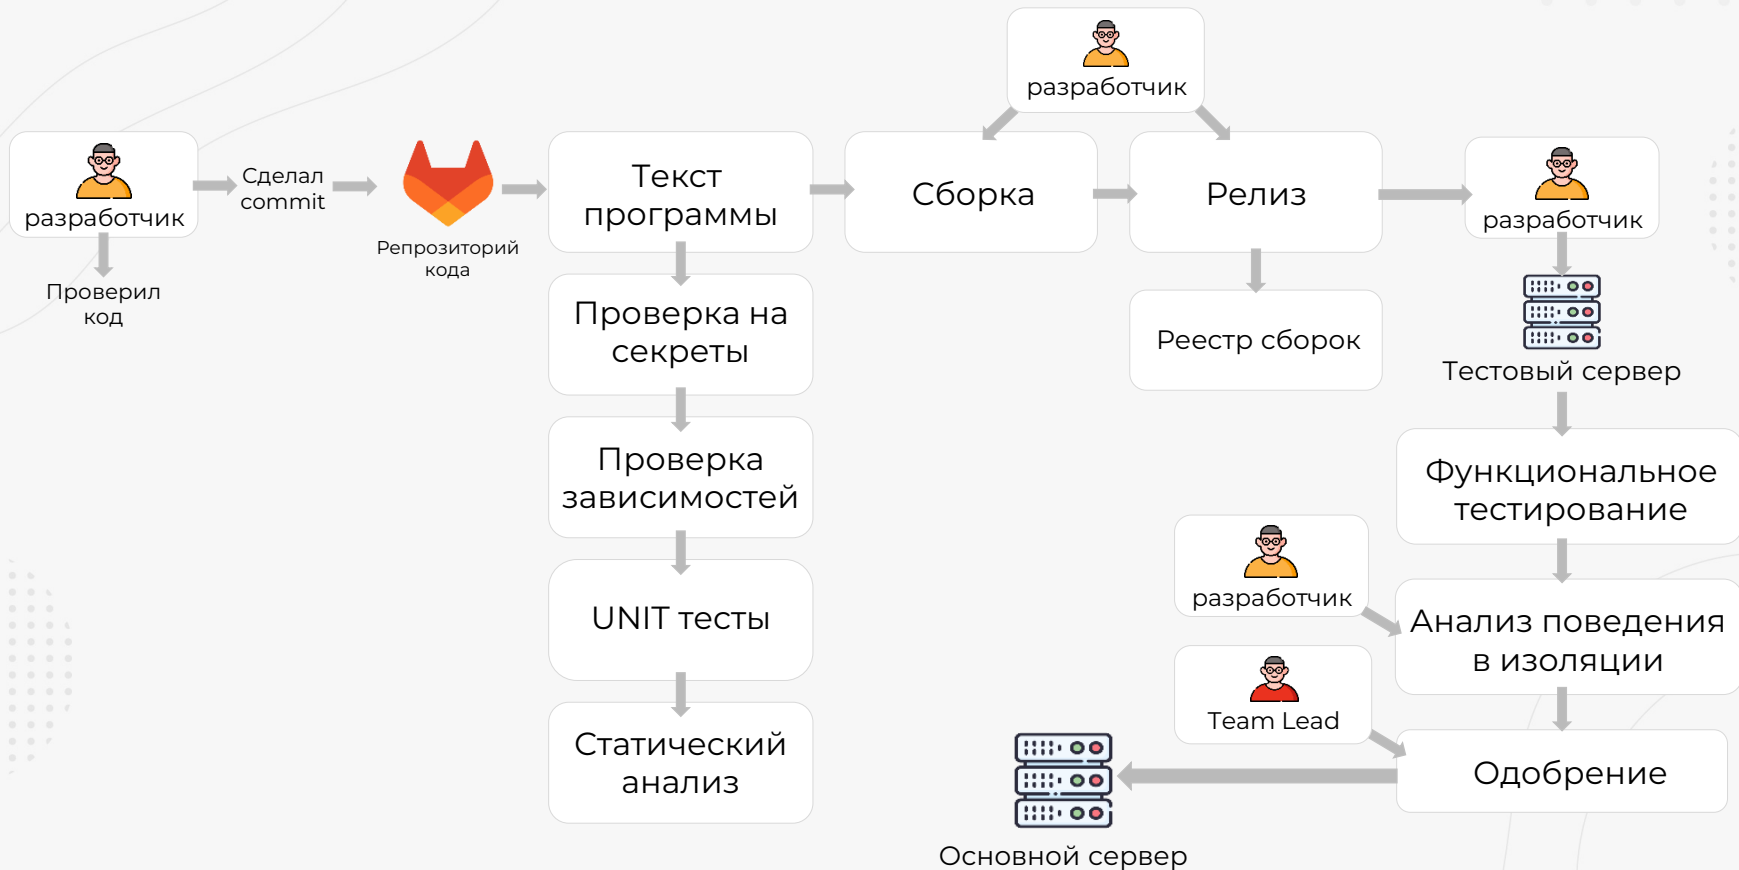 разработчик
разработчик
Сделал
commit
Репрозиторий
кода
Текст
программы
Сборка
Релиз
разработчик
Проверил
код
Проверка на
секреты
Реестр сборок
Тестовый сервер
Проверка
зависимостей
Функциональное
тестирование
UNIT тесты
разработчик
Анализ поведения
в изоляции
Team Lead
Статический
анализ
Одобрение
Основной сервер